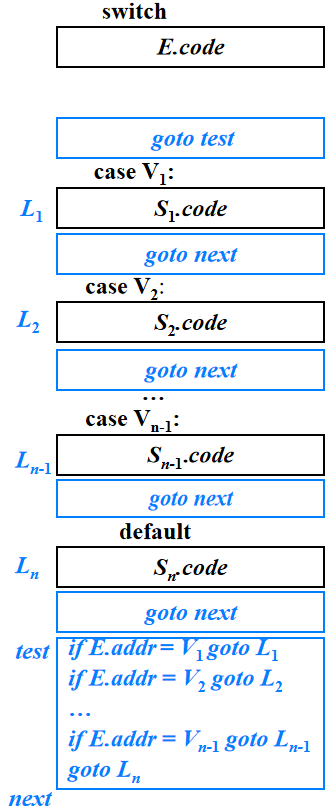 switch
E.code
goto test
case V1:
L1 S1.code
goto next
case V2:
L2 S2.code
goto next
…
case Vn-1:
Ln-1 Sn-1.code
goto next
default
Ln Sn.code
goto next
test if E.addr = V1 goto L1
if E.addr = V2 goto L2
…
if E.addr = Vn-1 goto Ln-1
goto Ln
next